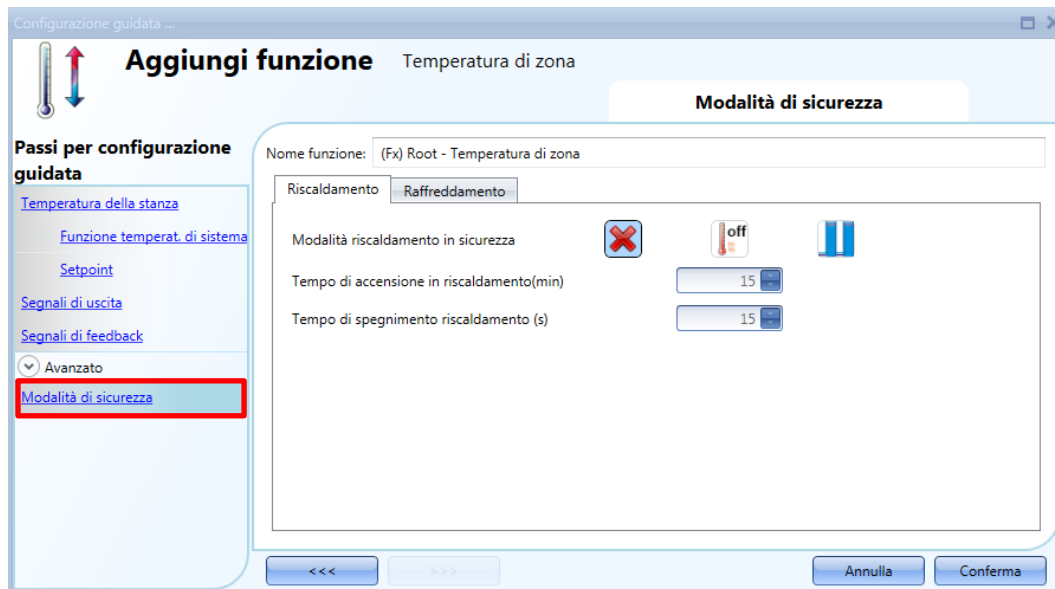 Configurazione guidata ...
Aggiungi funzione Temperatura di zona
Modalità di sicurezza
Passi per configurazione
guidata
Temperatura della stanza
Funzione temperat. di sistema
Setpoint
Segnali di uscita
Segnali di feedback
Avanzato
Modalità di sicurezza
Nome funzione: (Fx) Root - Temperatura di zona
Riscaldamento Raffreddamento
Modalità riscaldamento in sicurezza off
Tempo di accensione in riscaldamento(min) 15
Tempo di spegnimento riscaldamento (s) 15
<<< >>> Annulla Conferma